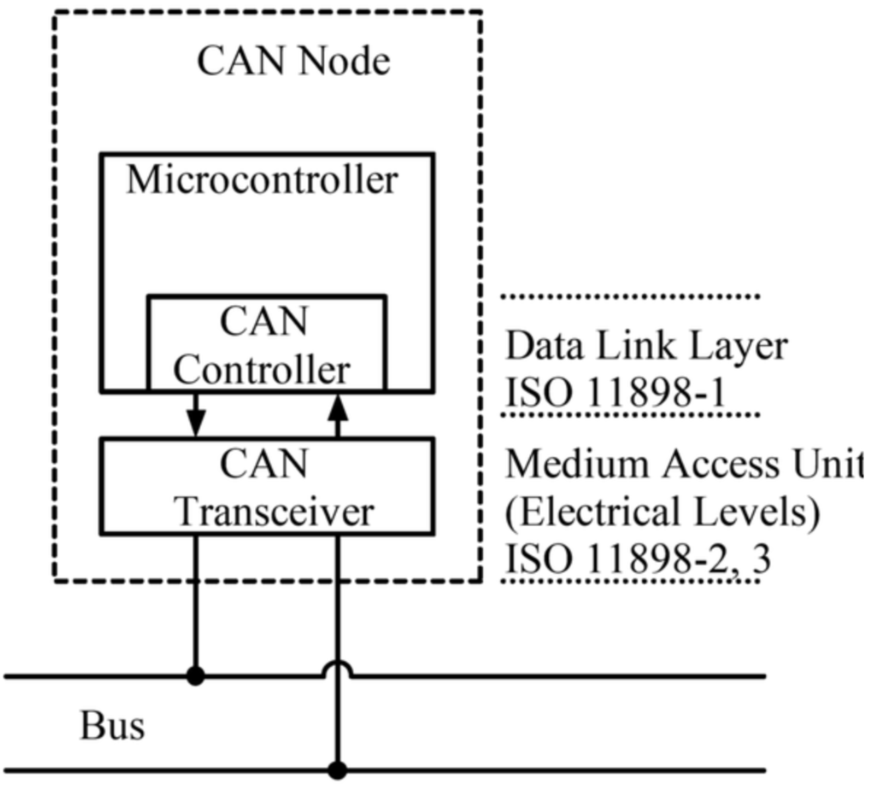 CAN Node
Microcontroller
CAN
Controller
Data Link Layer
ISO 11898-1
CAN
Transceiver
Medium Access Unit
(Electrical Levels)
ISO 11898-2, 3
Bus